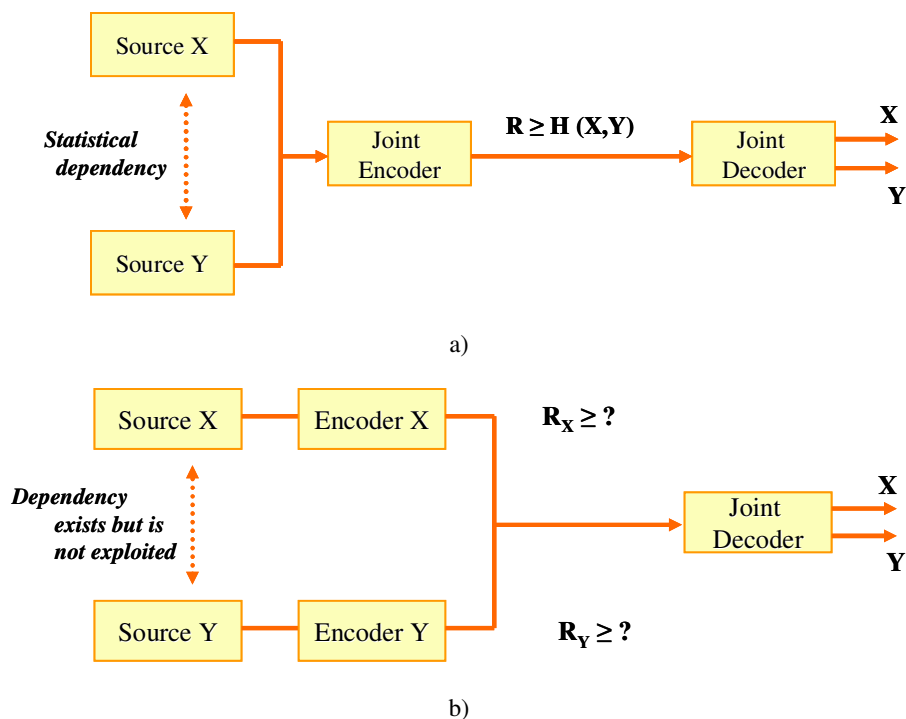 Source X
Statistical
dependency
Joint
Encoder
R ≥ H (X,Y)
Joint
Decoder
X
Y
Source Y
a)
Source X
Encoder X
R_X ≥ ?
Dependency
exists but is
not exploited
Joint
Decoder
X
Y
Source Y
Encoder Y
R_Y ≥ ?
b)